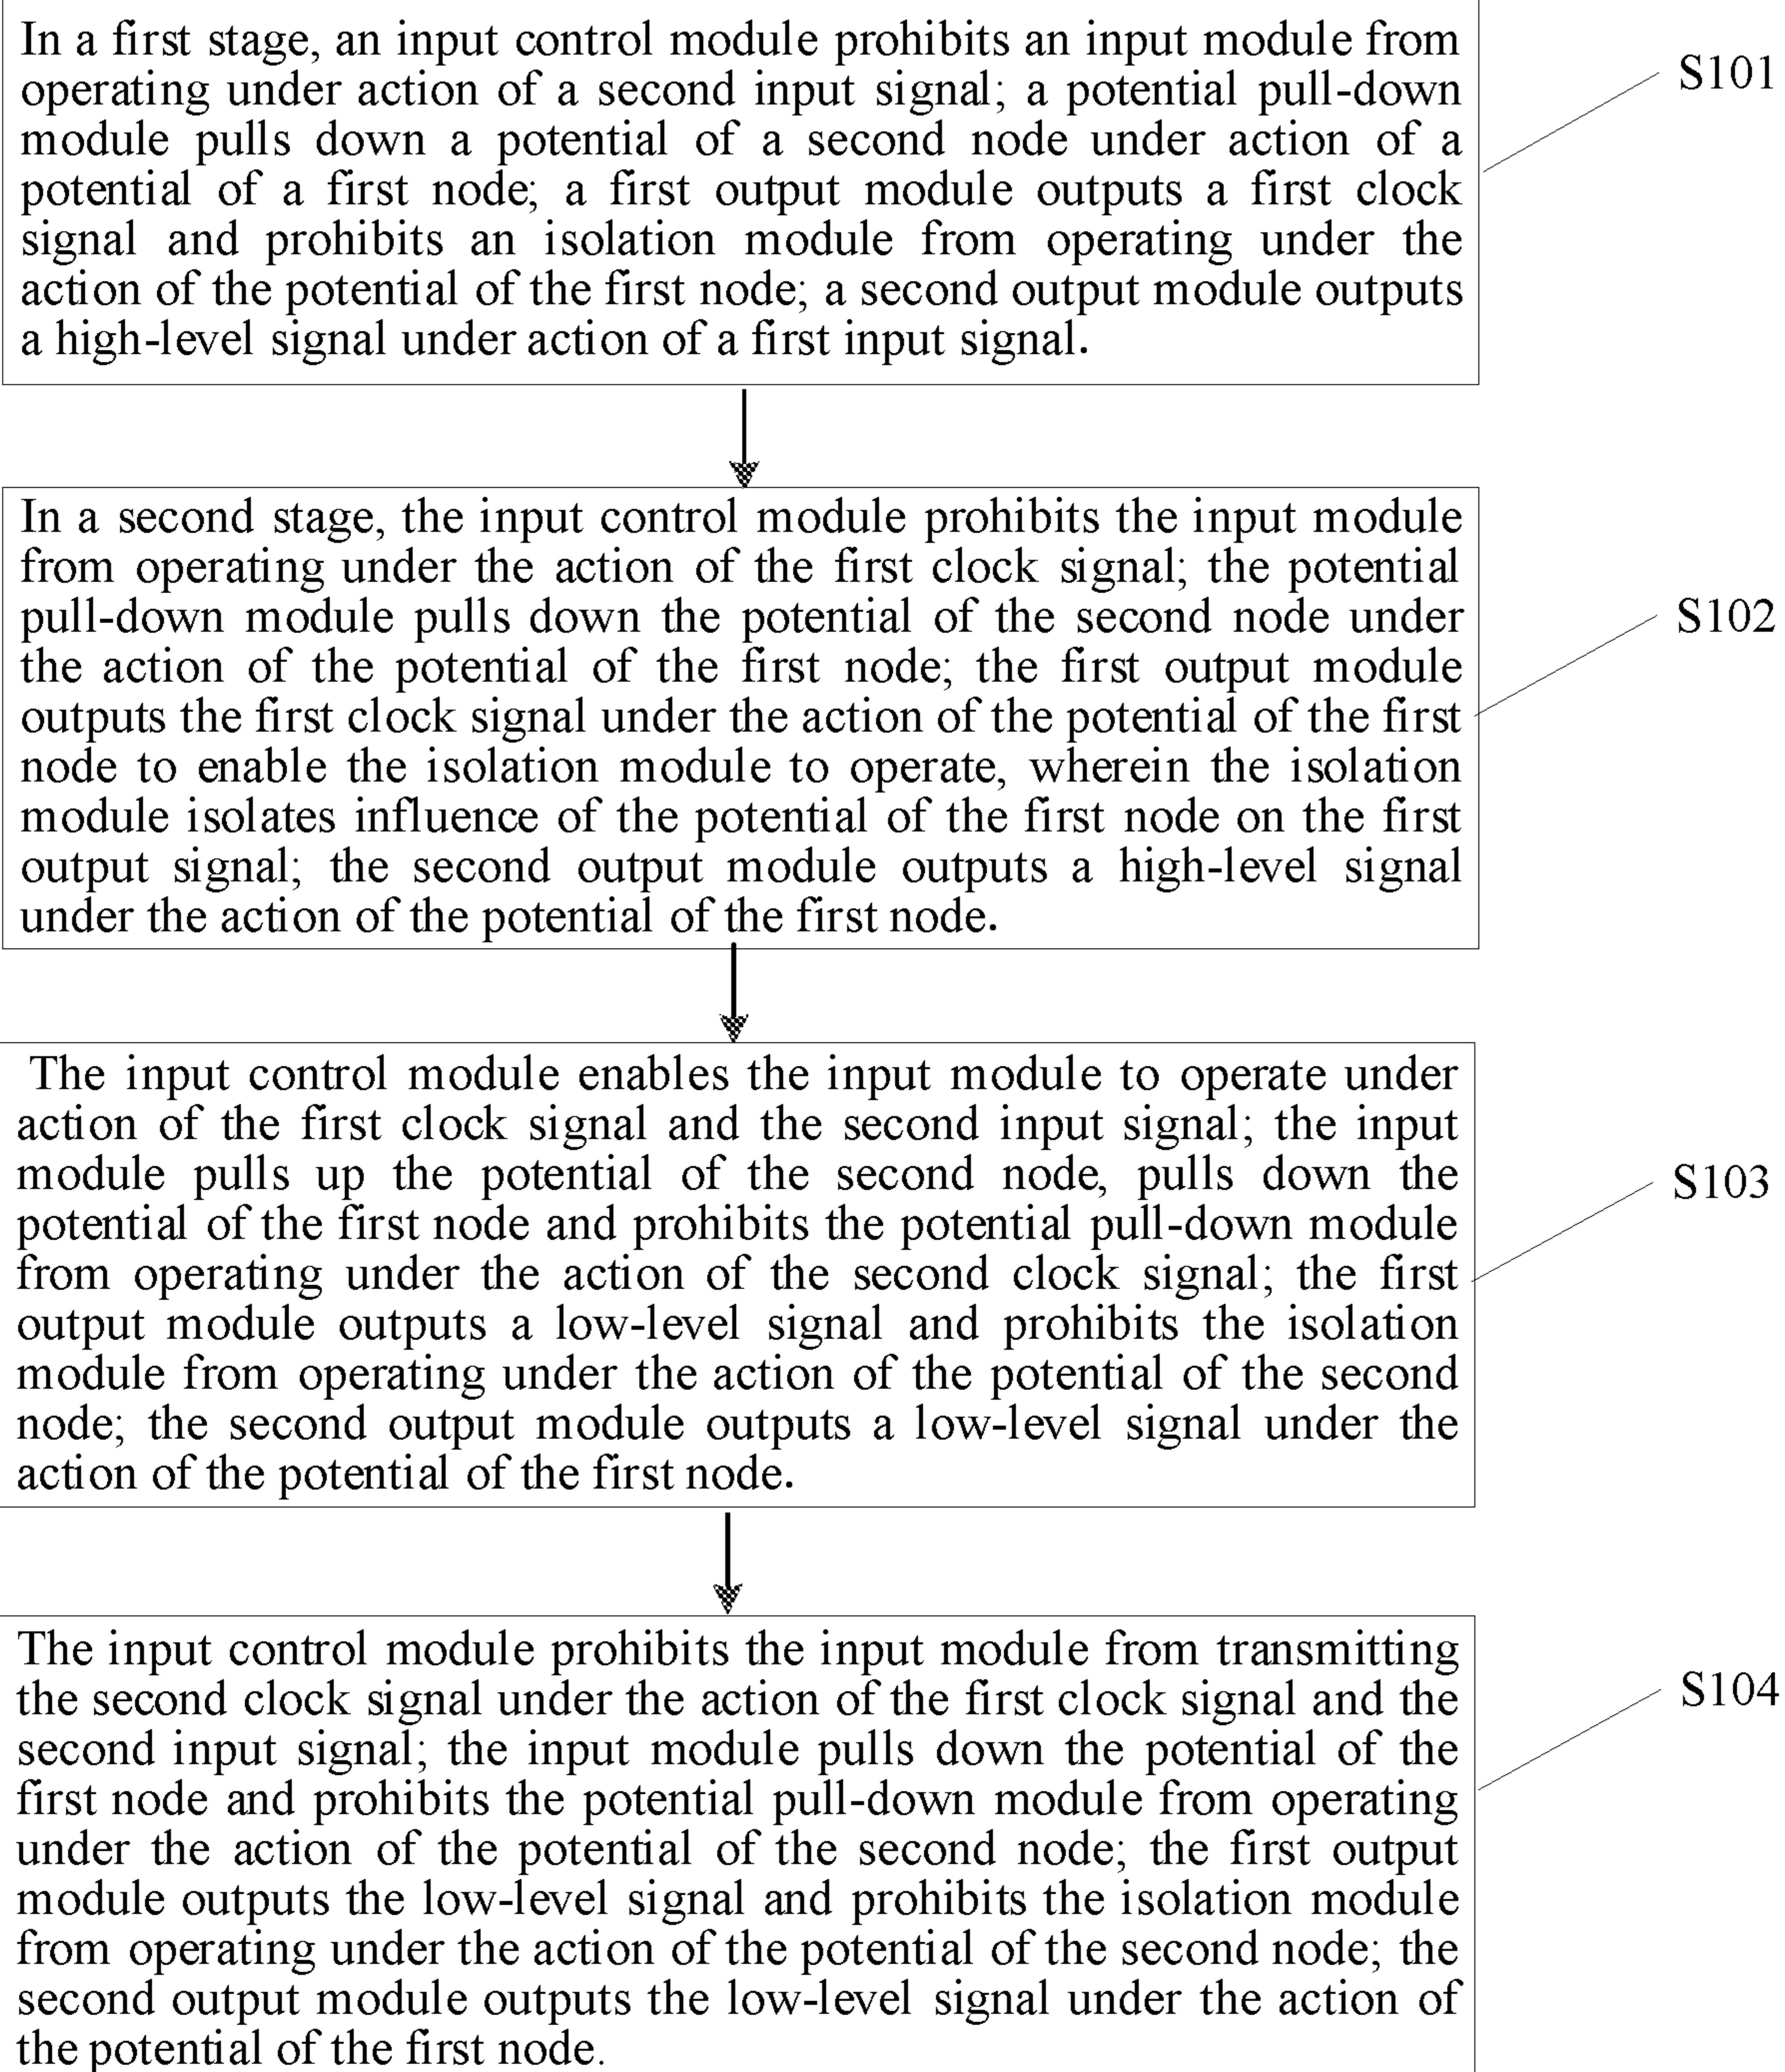 In a first stage, an input control module prohibits an input module from
operating under action of a second input signal; a potential pull-down
module pulls down a potential of a second node under action of a
potential of a first node; a first output module outputs a first clock
signal and prohibits an isolation module from operating under the
action of the potential of the first node; a second output module outputs
a high-level signal under action of a first input signal.
S101
In a second stage, the input control module prohibits the input module
from operating under the action of the first clock signal; the potential
pull-down module pulls down the potential of the second node under
the action of the potential of the first node; the first output module
outputs the first clock signal under the action of the potential of the first
node to enable the isolation module to operate, wherein the isolation
module isolates influence of the potential of the first node on the first
output signal; the second output module outputs a high-level signal
under the action of the potential of the first node.
S102
The input control module enables the input module to operate under
action of the first clock signal and the second input signal; the input
module pulls up the potential of the second node, pulls down the
potential of the first node and prohibits the potential pull-down module
from operating under the action of the second clock signal; the first
output module outputs a low-level signal and prohibits the isolation
module from operating under the action of the potential of the second
node; the second output module outputs a low-level signal under the
action of the potential of the first node.
S103
The input control module prohibits the input module from transmitting
the second clock signal under the action of the first clock signal and the
second input signal; the input module pulls down the potential of the
first node and prohibits the potential pull-down module from operating
under the action of the potential of the second node; the first output
module outputs the low-level signal and prohibits the isolation module
from operating under the action of the potential of the second node; the
second output module outputs the low-level signal under the action of
the potential of the first node.
S104